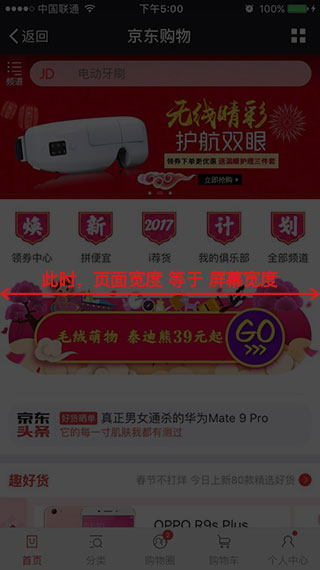 中国联通 下午5:00
返回 京东购物
频道 JD 电动牙刷
无线睛彩
护航双眼
领券下单更优惠 送温暖护理三件套
立即抢购
焕 新 2017 计 划
领券中心 拼便宜 i荐货 我的俱乐部 全部频道
此时，页面宽度 等于 屏幕宽度
毛绒萌物 泰迪熊39元起 GO
京东 好货晒单 真正男女通杀的华为Mate 9 Pro
头条 它的每一寸肌肤我都有测过
趣好货 春节不打烊 今日上新80款精选好货
OPPO R9s Plus
首页 分类 购物圈 购物车 个人中心